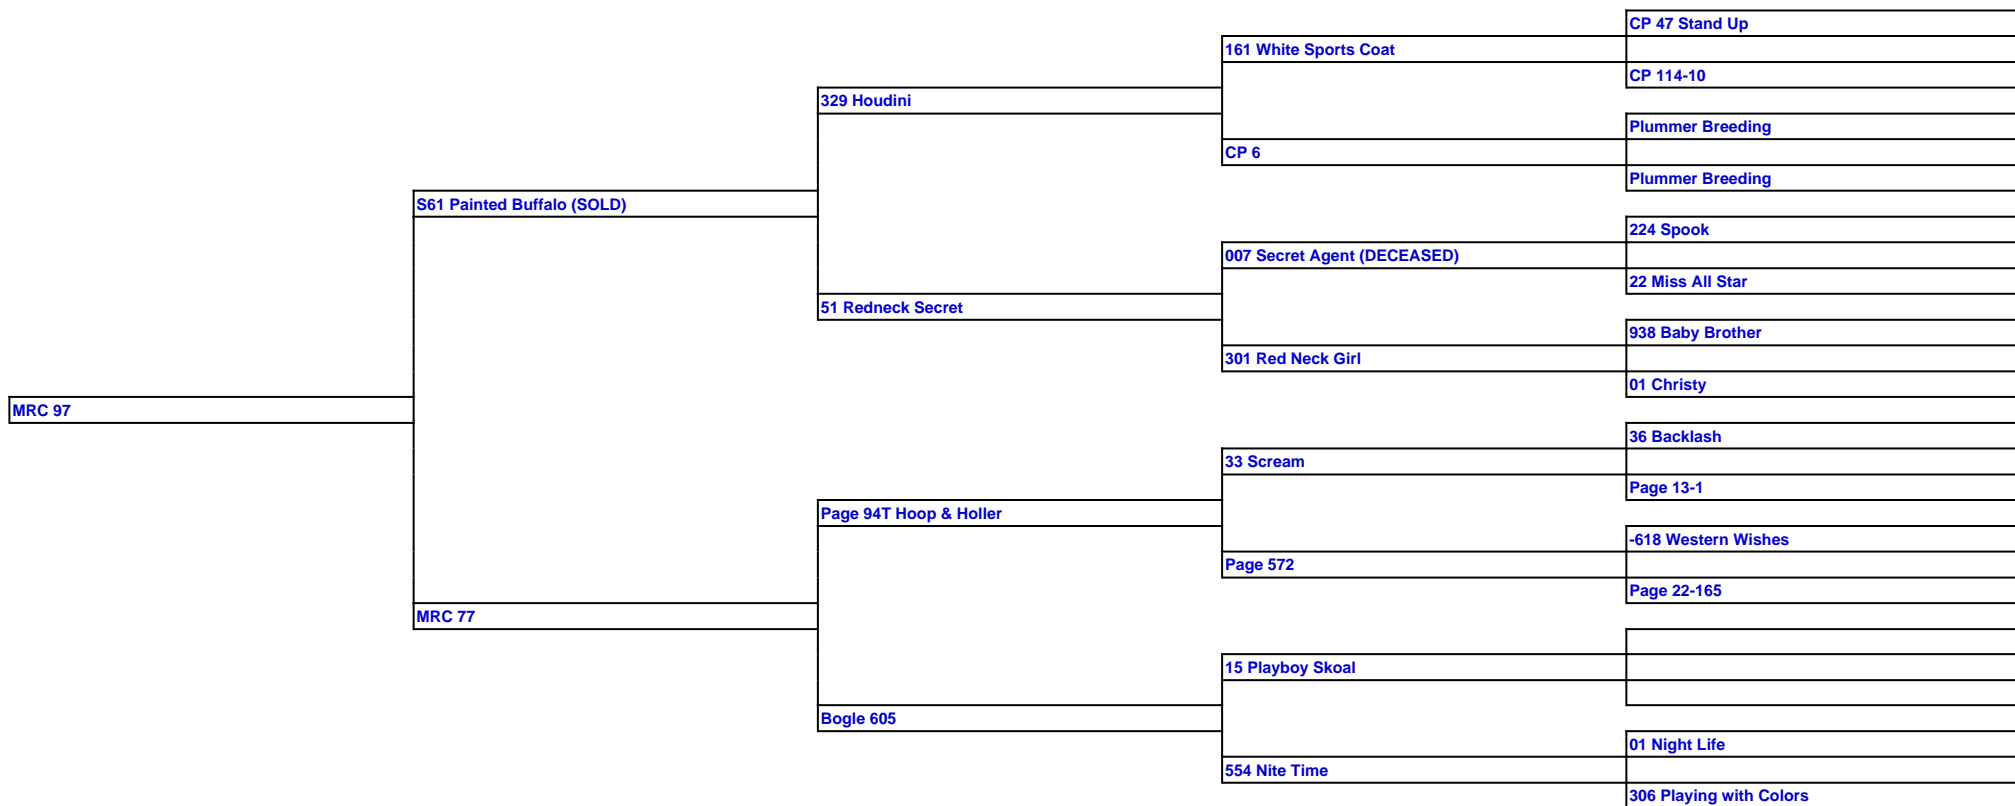 CP 47 Stand Up
161 White Sports Coat
CP 114-10
329 Houdini
Plummer Breeding
CP 6
Plummer Breeding
S61 Painted Buffalo (SOLD)
224 Spook
007 Secret Agent (DECEASED)
22 Miss All Star
51 Redneck Secret
938 Baby Brother
301 Red Neck Girl
01 Christy
MRC 97
36 Backlash
33 Scream
Page 13-1
Page 94T Hoop & Holler
-618 Western Wishes
Page 572
Page 22-165
MRC 77
15 Playboy Skoal
Bogle 605
01 Night Life
554 Nite Time
306 Playing with Colors